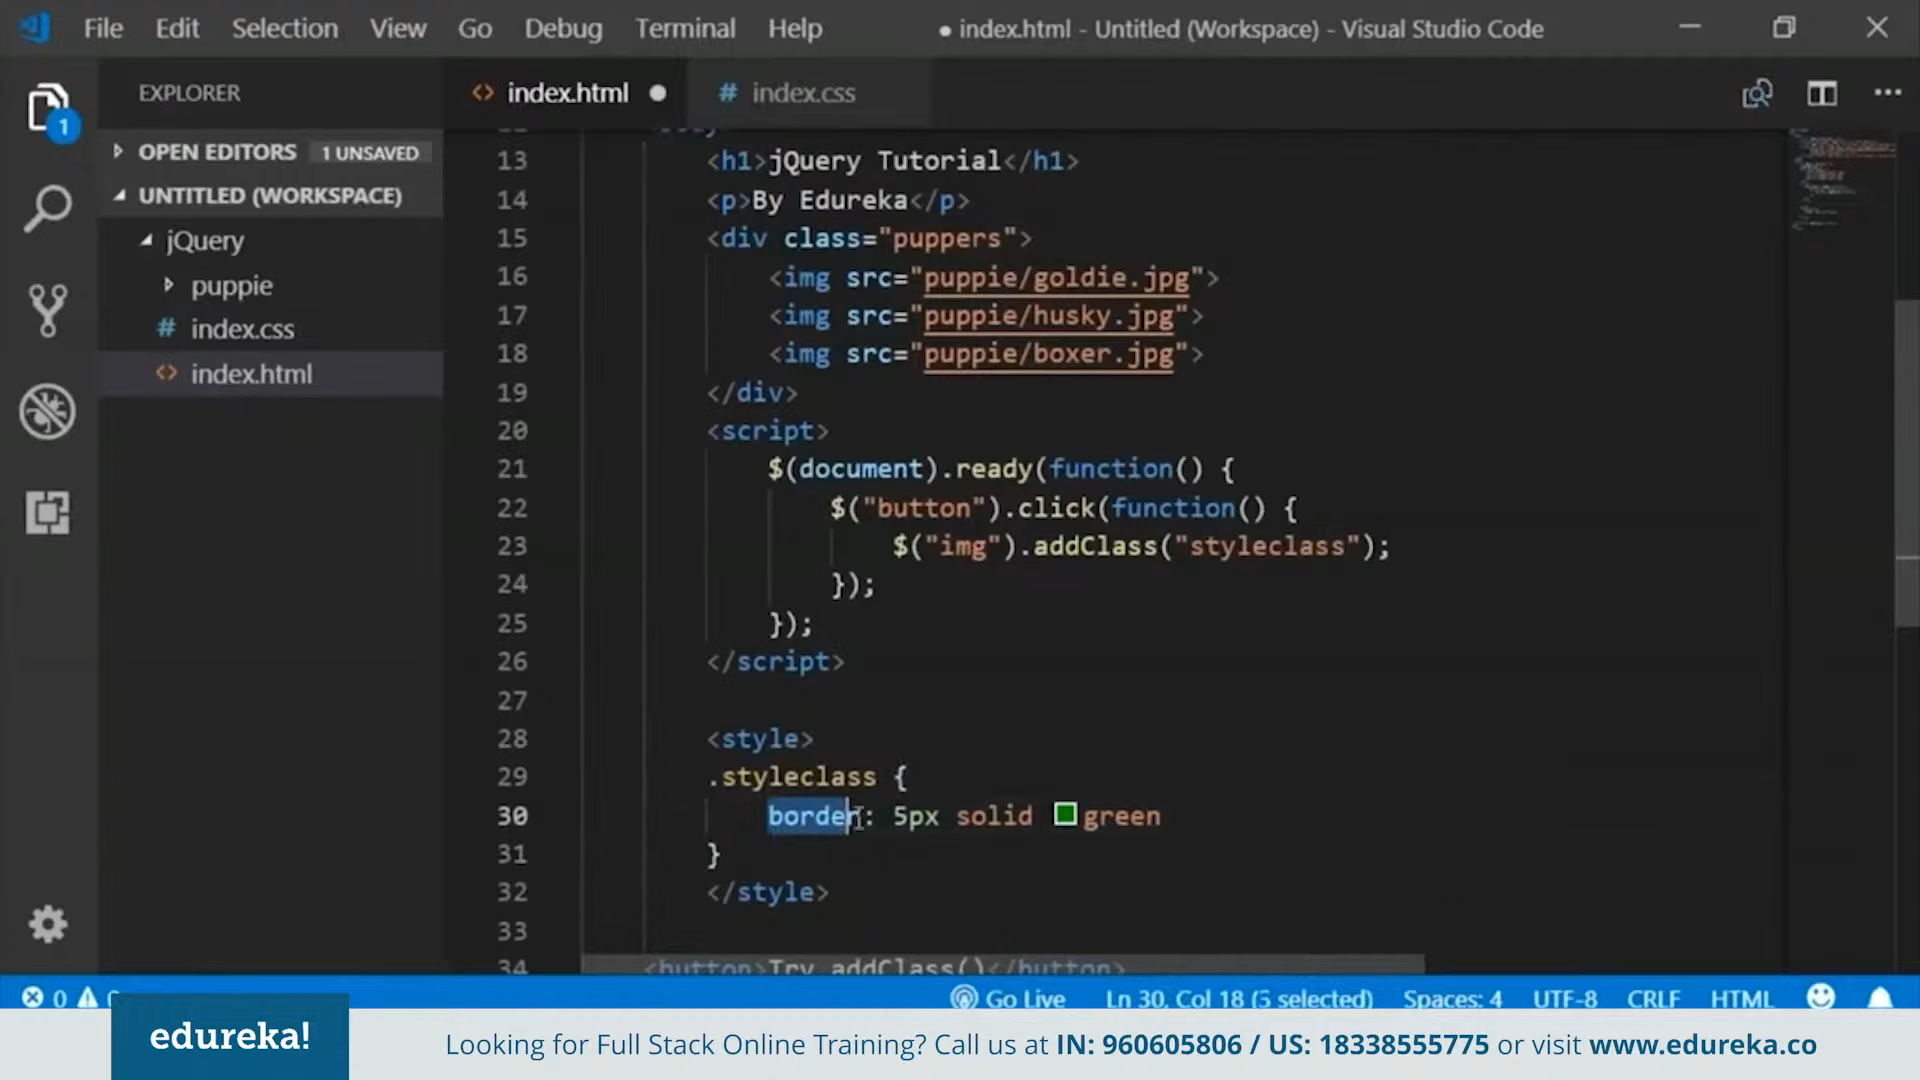 File Edit Selection View Go Debug Terminal Help ● index.html - Untitled (Workspace) - Visual Studio Code
EXPLORER
<> index.html ● # index.css
1
OPEN EDITORS 1 UNSAVED
UNTITLED (WORKSPACE)
jQuery
puppie
# index.css
<> index.html
13 <h1>jQuery Tutorial</h1>
14 <p>By Edureka</p>
15 <div class="puppers">
16 <img src="puppie/goldie.jpg">
17 <img src="puppie/husky.jpg">
18 <img src="puppie/boxer.jpg">
19 </div>
20 <script>
21 $(document).ready(function() {
22 $("button").click(function() {
23 $("img").addClass("styleclass");
24 });
25 });
26 </script>
27
28 <style>
29 .styleclass {
30 border: 5px solid green
31 }
32 </style>
33
34 <button>Try addClass()</button>
0 Go Live Ln 30, Col 18 (5 selected) Spaces: 4 UTF-8 CRLF HTML
edureka!
Looking for Full Stack Online Training? Call us at IN: 960605806 / US: 18338555775 or visit www.edureka.co